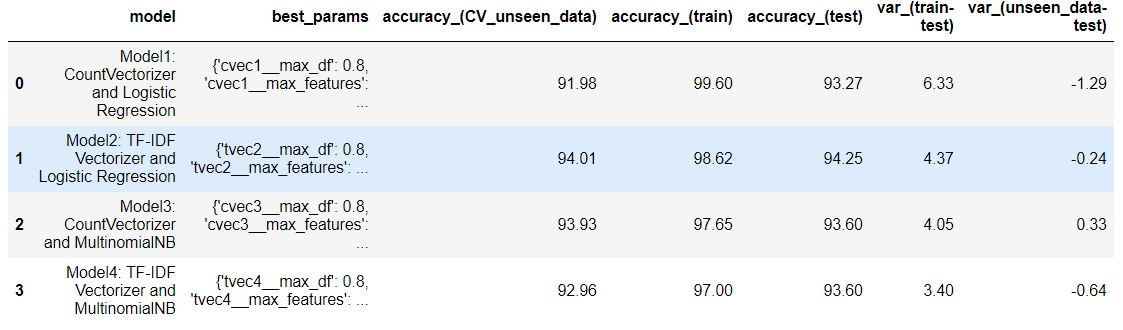 model best_params accuracy_(CV_unseen_data) accuracy_(train) accuracy_(test) var_(train-test) var_(unseen_data-test)
0 Model1: CountVectorizer and Logistic Regression {'cvec1__max_df': 0.8, 'cvec1__max_features': ... 91.98 99.60 93.27 6.33 -1.29
1 Model2: TF-IDF Vectorizer and Logistic Regression {'tvec2__max_df': 0.8, 'tvec2__max_features': ... 94.01 98.62 94.25 4.37 -0.24
2 Model3: CountVectorizer and MultinomialNB {'cvec3__max_df': 0.8, 'cvec3__max_features': ... 93.93 97.65 93.60 4.05 0.33
3 Model4: TF-IDF Vectorizer and MultinomialNB {'tvec4__max_df': 0.8, 'tvec4__max_features': ... 92.96 97.00 93.60 3.40 -0.64